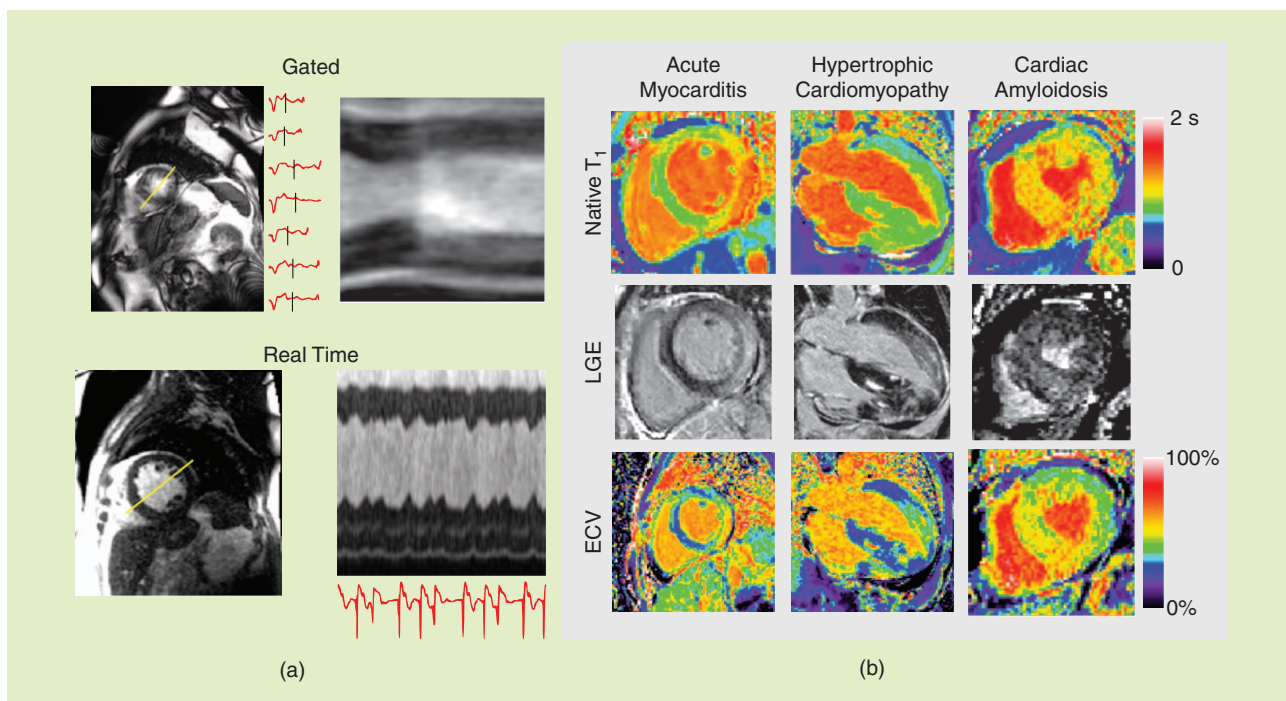 Gated
Real Time
(a)
Acute
Myocarditis
Hypertrophic
Cardiomyopathy
Cardiac
Amyloidosis
Native T₁
2 s
0
LGE
ECV
100%
0%
(b)